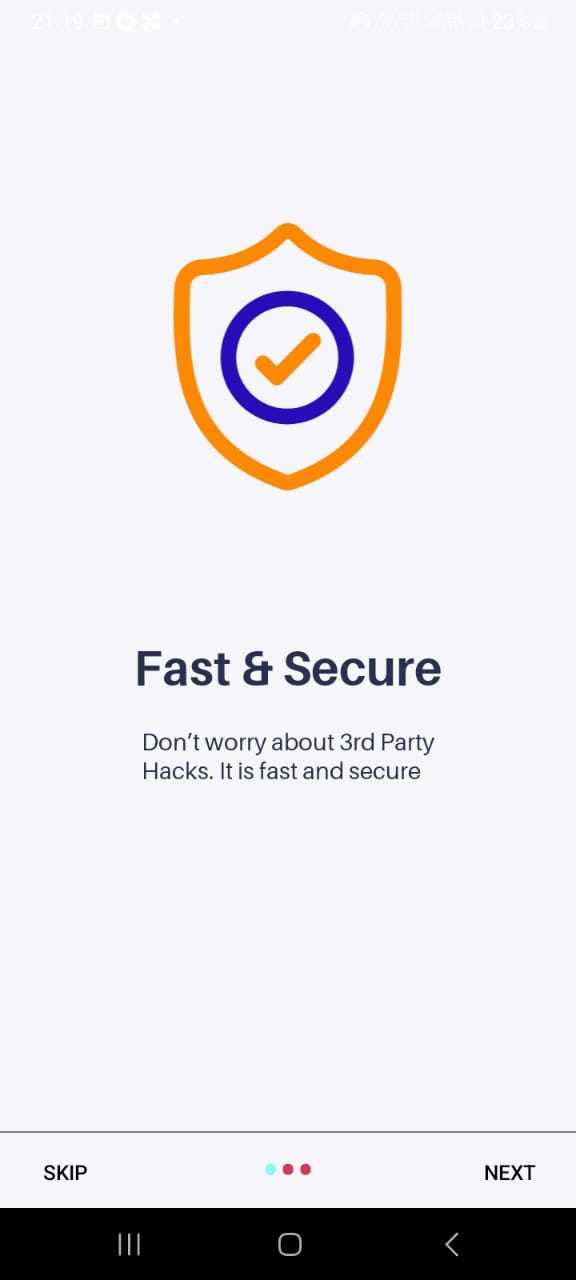 21:19
23%
Fast & Secure
Don’t worry about 3rd Party
Hacks. It is fast and secure
SKIP
NEXT